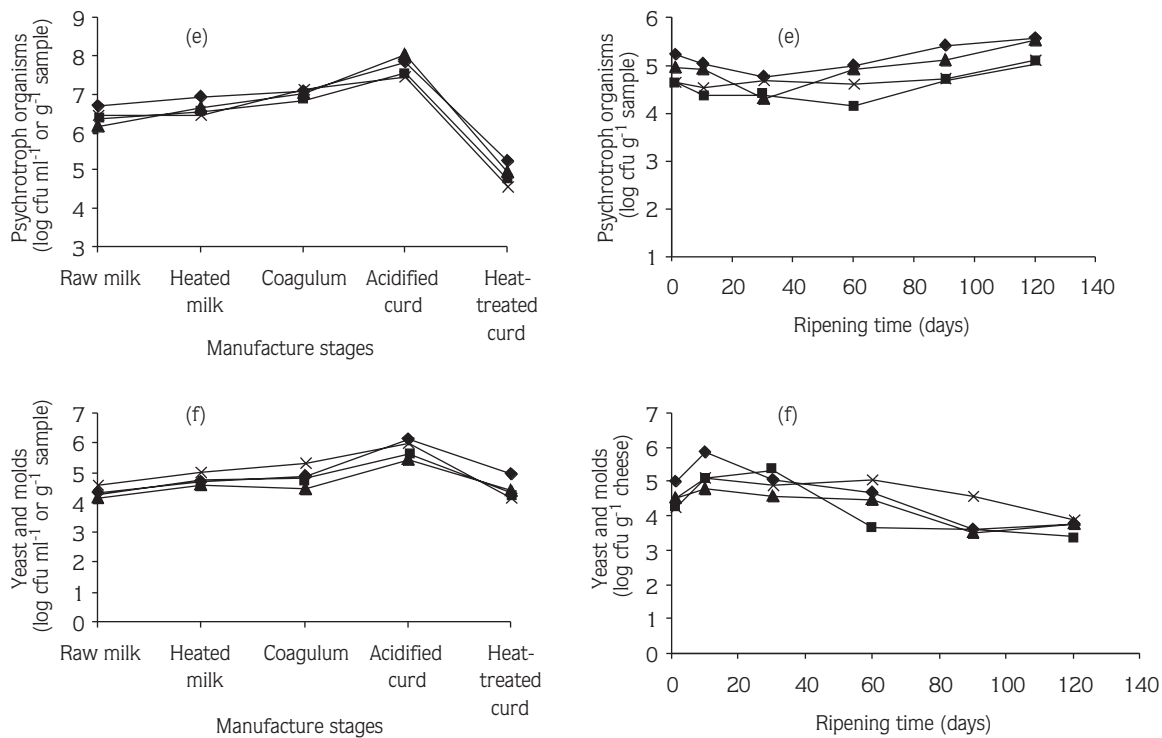 Psychrotroph organisms
(log cfu ml⁻¹ or g⁻¹ sample)
9
8
7
6
5
4
3
(e)
Raw milk
Heated
milk
Coagulum
Acidified
curd
Heat-
treated
curd
Manufacture stages
Psychrotroph organisms
(log cfu g⁻¹ sample)
6
5
4
3
2
1
(e)
0 20 40 60 80 100 120 140
Ripening time (days)
Yeast and molds
(log cfu ml⁻¹ or g⁻¹ sample)
7
6
5
4
3
2
1
0
(f)
Raw milk
Heated
milk
Coagulum
Acidified
curd
Heat-
treated
curd
Manufacture stages
Yeast and molds
(log cfu g⁻¹ cheese)
7
6
5
4
3
2
1
0
(f)
0 20 40 60 80 100 120 140
Ripening time (days)